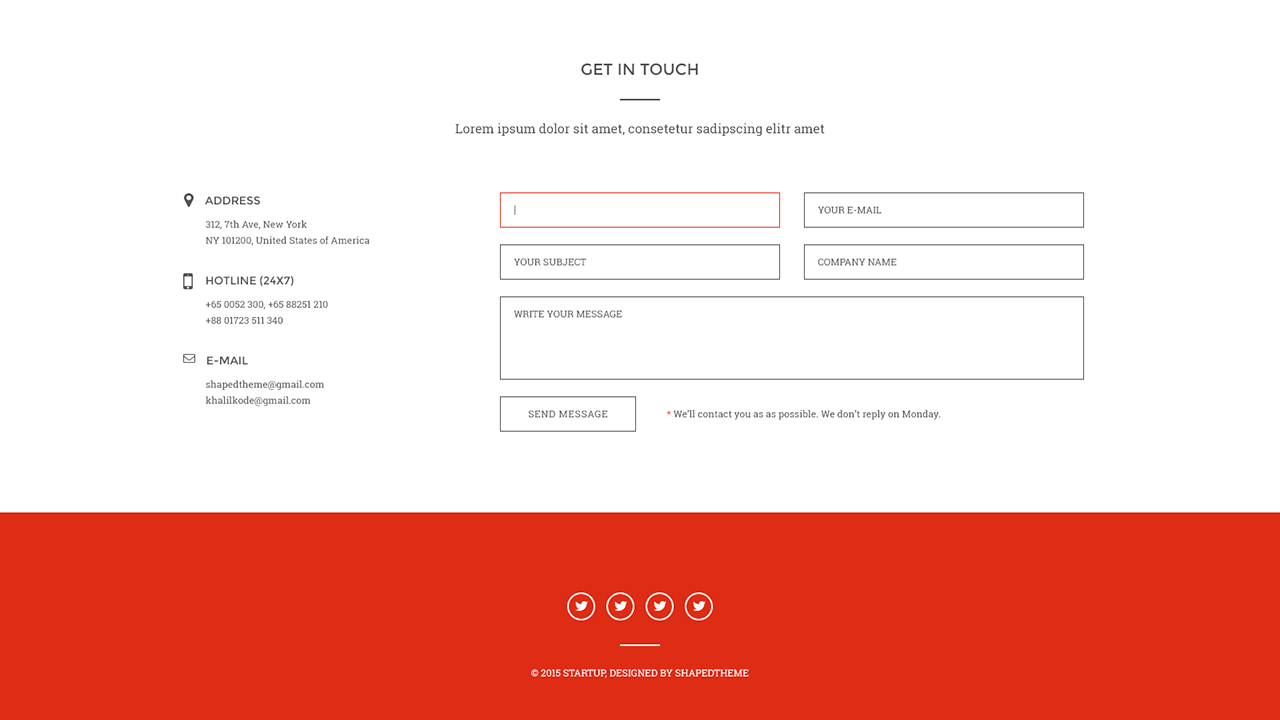 GET IN TOUCH
Lorem ipsum dolor sit amet, consetetur sadipscing elitr amet
ADDRESS
312, 7th Ave, New York
NY 101200, United States of America
HOTLINE (24X7)
+65 0052 300, +65 88251 210
+88 01723 511 340
E-MAIL
shapedtheme@gmail.com
khalilkode@gmail.com
YOUR E-MAIL
YOUR SUBJECT
COMPANY NAME
WRITE YOUR MESSAGE
SEND MESSAGE
* We'll contact you as as possible. We don't reply on Monday.
© 2015 STARTUP, DESIGNED BY SHAPEDTHEME